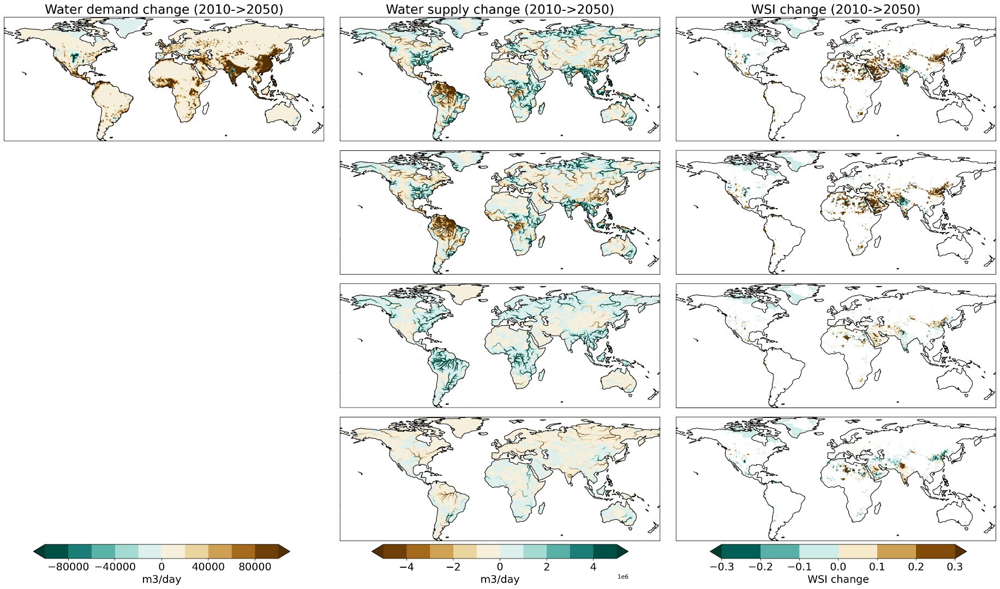 Water demand change (2010->2050)
Water supply change (2010->2050)
WSI change (2010->2050)
−80000 −40000 0 40000 80000
m3/day
−4 −2 0 2 4
1e6
m3/day
−0.3 −0.2 −0.1 0.0 0.1 0.2 0.3
WSI change